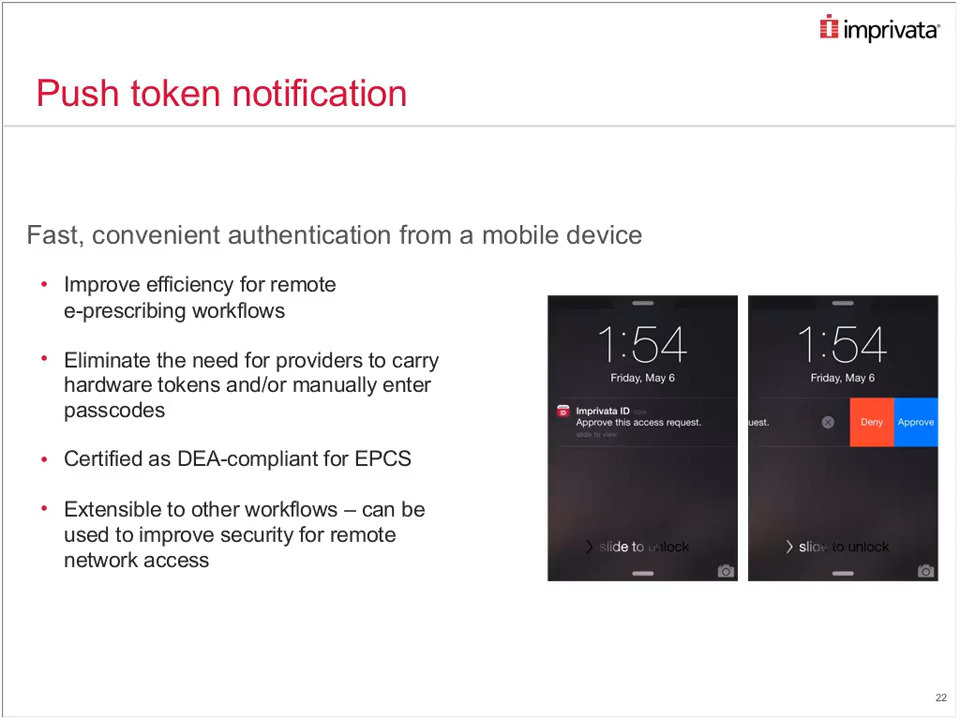 imprivata®
Push token notification
Fast, convenient authentication from a mobile device
• Improve efficiency for remote
e-prescribing workflows
• Eliminate the need for providers to carry
hardware tokens and/or manually enter
passcodes
• Certified as DEA-compliant for EPCS
• Extensible to other workflows – can be
used to improve security for remote
network access
1:54
Friday, May 6
Imprivata ID
Approve this access request.
slide to view
slide to unlock
1:54
Friday, May 6
uest.
Deny
Approve
slide to unlock
22